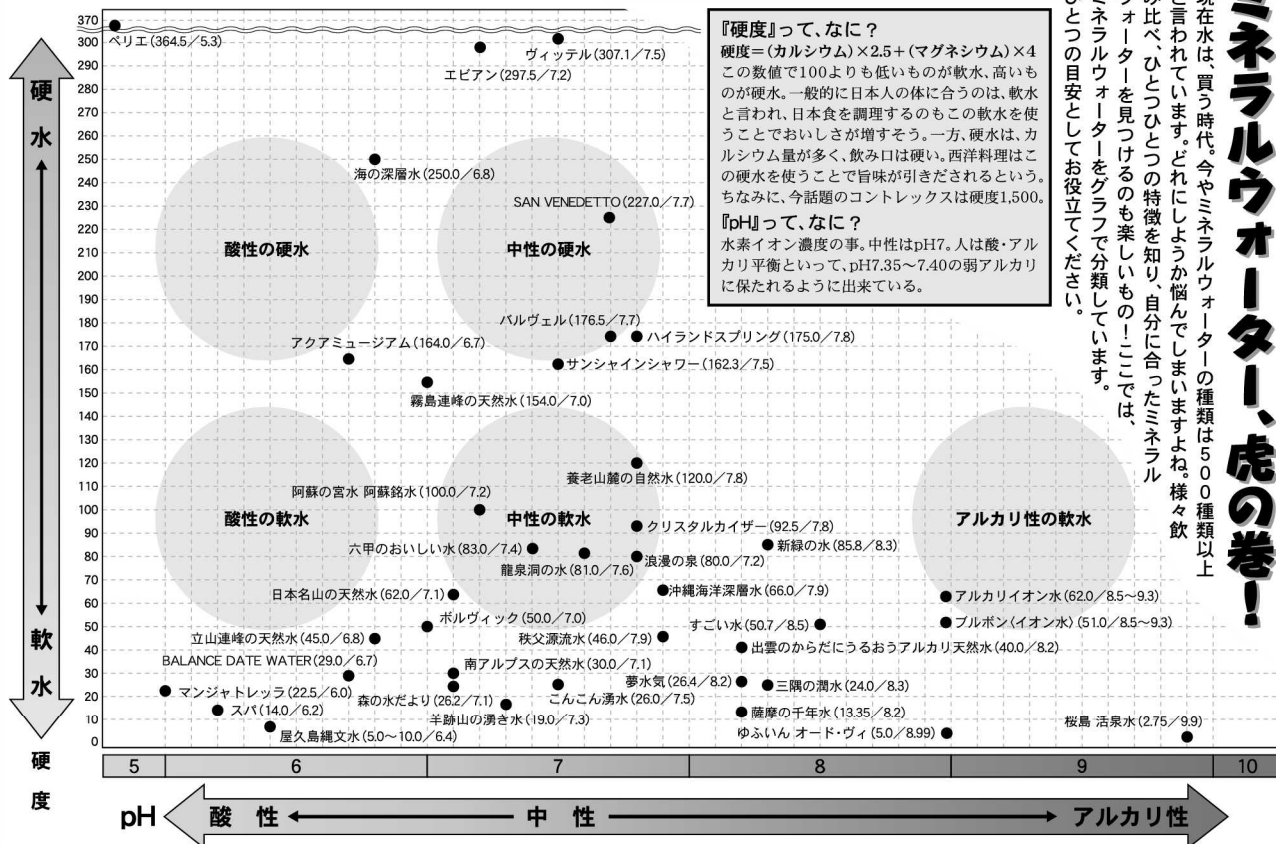 ミネラルウォーター、虎の巻!
現在水は、買う時代。今やミネラルウォーターの種類は500種類以上
と言われています。どれにしようか悩んでしまいますよね。様々飲
み比べ、ひとつひとつの特徴を知り、自分に合ったミネラル
ウォーターを見つけるのも楽しいもの!ここでは、
ミネラルウォーターをグラフで分類しています。
ひとつの目安としてお役立てください。
『硬度』って、なに?
硬度=(カルシウム)×2.5+(マグネシウム)×4
この数値で100よりも低いものが軟水、高いも
のが硬水。一般的に日本人の体に合うのは、軟水
と言われ、日本食を調理するのもこの軟水を使
うことでおいしさが増すそう。一方、硬水は、カ
ルシウム量が多く、飲み口は硬い。西洋料理はこ
の硬水を使うことで旨味が引きだされるという。
ちなみに、今話題のコントレックスは硬度1,500。
『pH』って、なに?
水素イオン濃度の事。中性はpH7。人は酸・アル
カリ平衡といって、pH7.35〜7.40の弱アルカリ
に保たれるように出来ている。
硬水
軟水
硬度
370
300
290
280
270
260
250
240
230
220
210
200
190
180
170
160
150
140
130
120
110
100
90
80
70
60
50
40
30
20
10
0
ペリエ(364.5/5.3)
ヴィッテル(307.1/7.5)
エビアン(297.5/7.2)
海の深層水(250.0/6.8)
SAN VENEDETTO(227.0/7.7)
酸性の硬水
中性の硬水
バルヴェル(176.5/7.7)
ハイランドスプリング(175.0/7.8)
アクアミュージアム(164.0/6.7)
サンシャインシャワー(162.3/7.5)
霧島連峰の天然水(154.0/7.0)
養老山麓の自然水(120.0/7.8)
阿蘇の宮水 阿蘇銘水(100.0/7.2)
酸性の軟水
中性の軟水
アルカリ性の軟水
クリスタルカイザー(92.5/7.8)
六甲のおいしい水(83.0/7.4)
新緑の水(85.8/8.3)
龍泉洞の水(81.0/7.6)
浪漫の泉(80.0/7.2)
日本名山の天然水(62.0/7.1)
沖縄海洋深層水(66.0/7.9)
アルカリイオン水(62.0/8.5〜9.3)
ボルヴィック(50.0/7.0)
すごい水(50.7/8.5)
ブルボン〈イオン水〉(51.0/8.5〜9.3)
立山連峰の天然水(45.0/6.8)
秩父源流水(46.0/7.9)
出雲のからだにうるおうアルカリ天然水(40.0/8.2)
BALANCE DATE WATER(29.0/6.7)
南アルプスの天然水(30.0/7.1)
夢水気(26.4/8.2)
三隅の潤水(24.0/8.3)
マンジャトレッラ(22.5/6.0)
森の水だより(26.2/7.1)
こんこん湧水(26.0/7.5)
スパ(14.0/6.2)
羊跡山の湧き水(19.0/7.3)
薩摩の千年水(13.35/8.2)
屋久島縄文水(5.0〜10.0/6.4)
ゆふいん オード・ヴィ(5.0/8.99)
桜島 活泉水(2.75/9.9)
5 6 7 8 9 10
pH 酸性 中性 アルカリ性